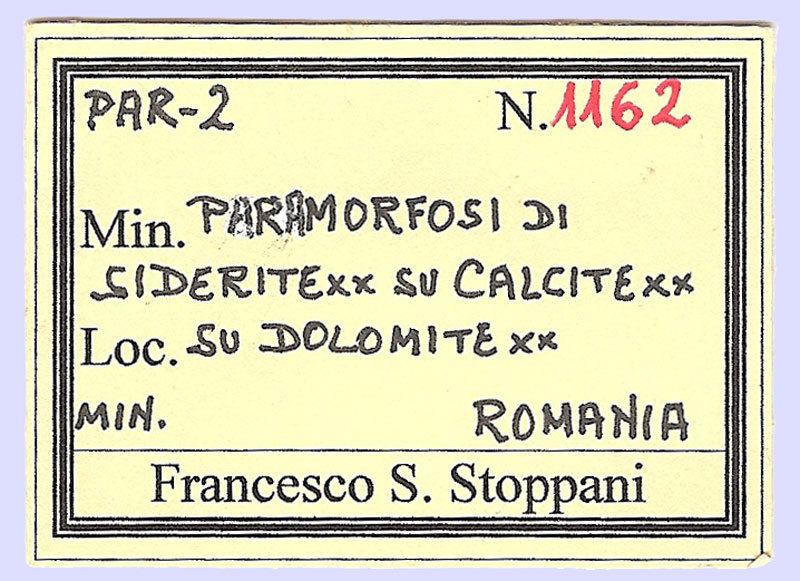 PAR-2 N.1162
Min. PARAMORFOSI DI
SIDERITExx SU CALCITExx
Loc. SU DOLOMITExx
MIN. ROMANIA
Francesco S. Stoppani